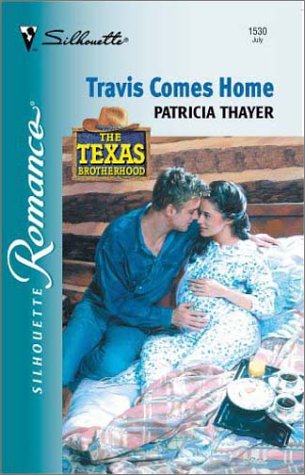 Silhouette®
1530
July
Travis Comes Home
PATRICIA THAYER
THE
TEXAS
BROTHERHOOD
SILHOUETTE Romance®